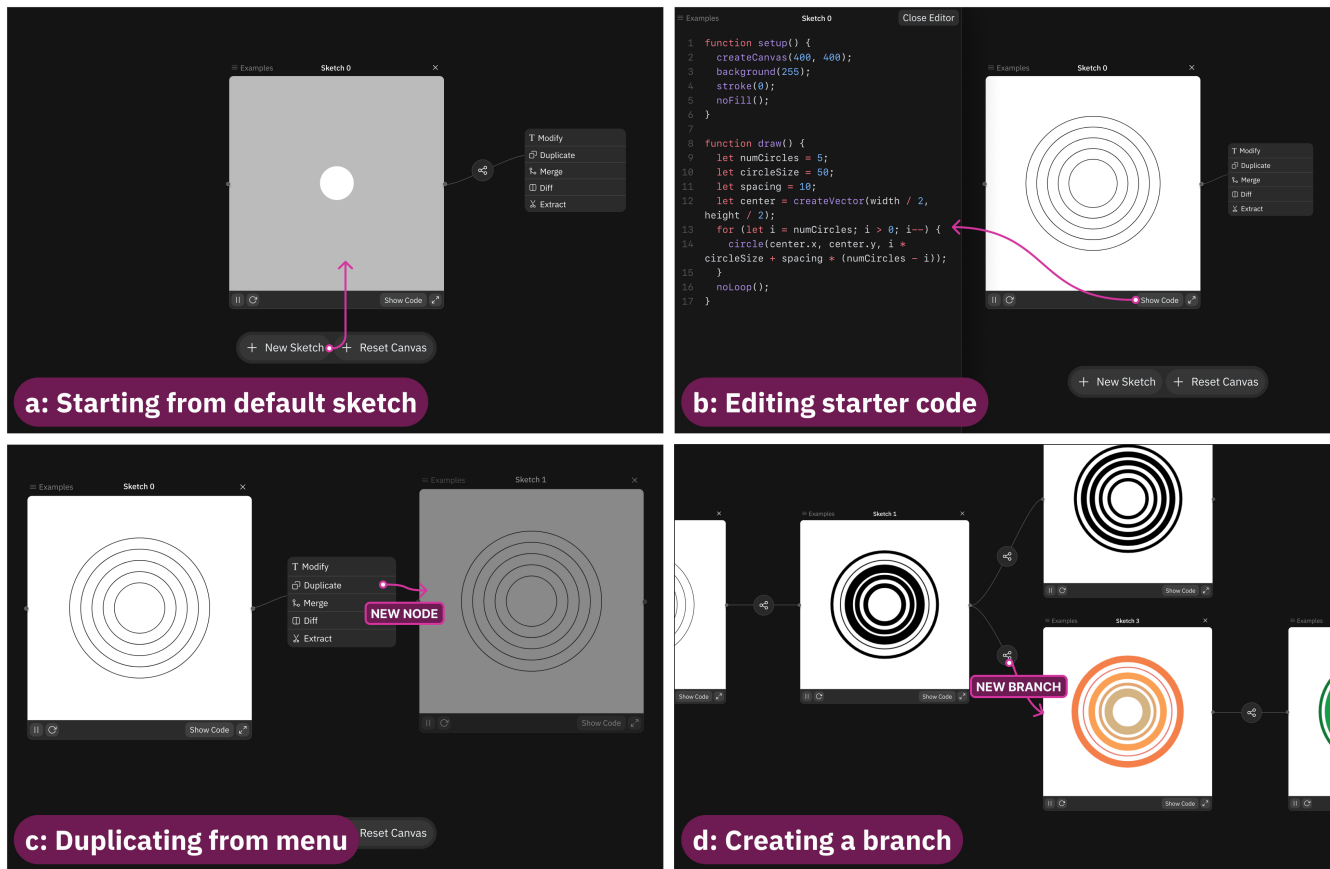 Examples
Sketch 0
×
T Modify
Duplicate
Merge
Diff
Extract
Show Code
+ New Sketch
+ Reset Canvas
a: Starting from default sketch
Examples
Sketch 0
Close Editor
1 function setup() {
2 createCanvas(400, 400);
3 background(255);
4 stroke(0);
5 noFill();
6 }
7
8 function draw() {
9 let numCircles = 5;
10 let circleSize = 50;
11 let spacing = 10;
12 let center = createVector(width / 2,
height / 2);
13 for (let i = numCircles; i > 0; i--) {
14 circle(center.x, center.y, i *
circleSize + spacing * (numCircles - i));
15 }
16 noLoop();
17 }
Examples
Sketch 0
×
T Modify
Duplicate
Merge
Diff
Extract
Show Code
+ New Sketch
+ Reset Canvas
b: Editing starter code
Examples
Sketch 0
×
T Modify
Duplicate
Merge
Diff
Extract
NEW NODE
Examples
Sketch 1
×
Show Code
Show Code
Reset Canvas
c: Duplicating from menu
×
Show Code
Examples
Sketch 1
×
Show Code
Show Code
Examples
Sketch 3
×
NEW BRANCH
Show Code
Examples
d: Creating a branch